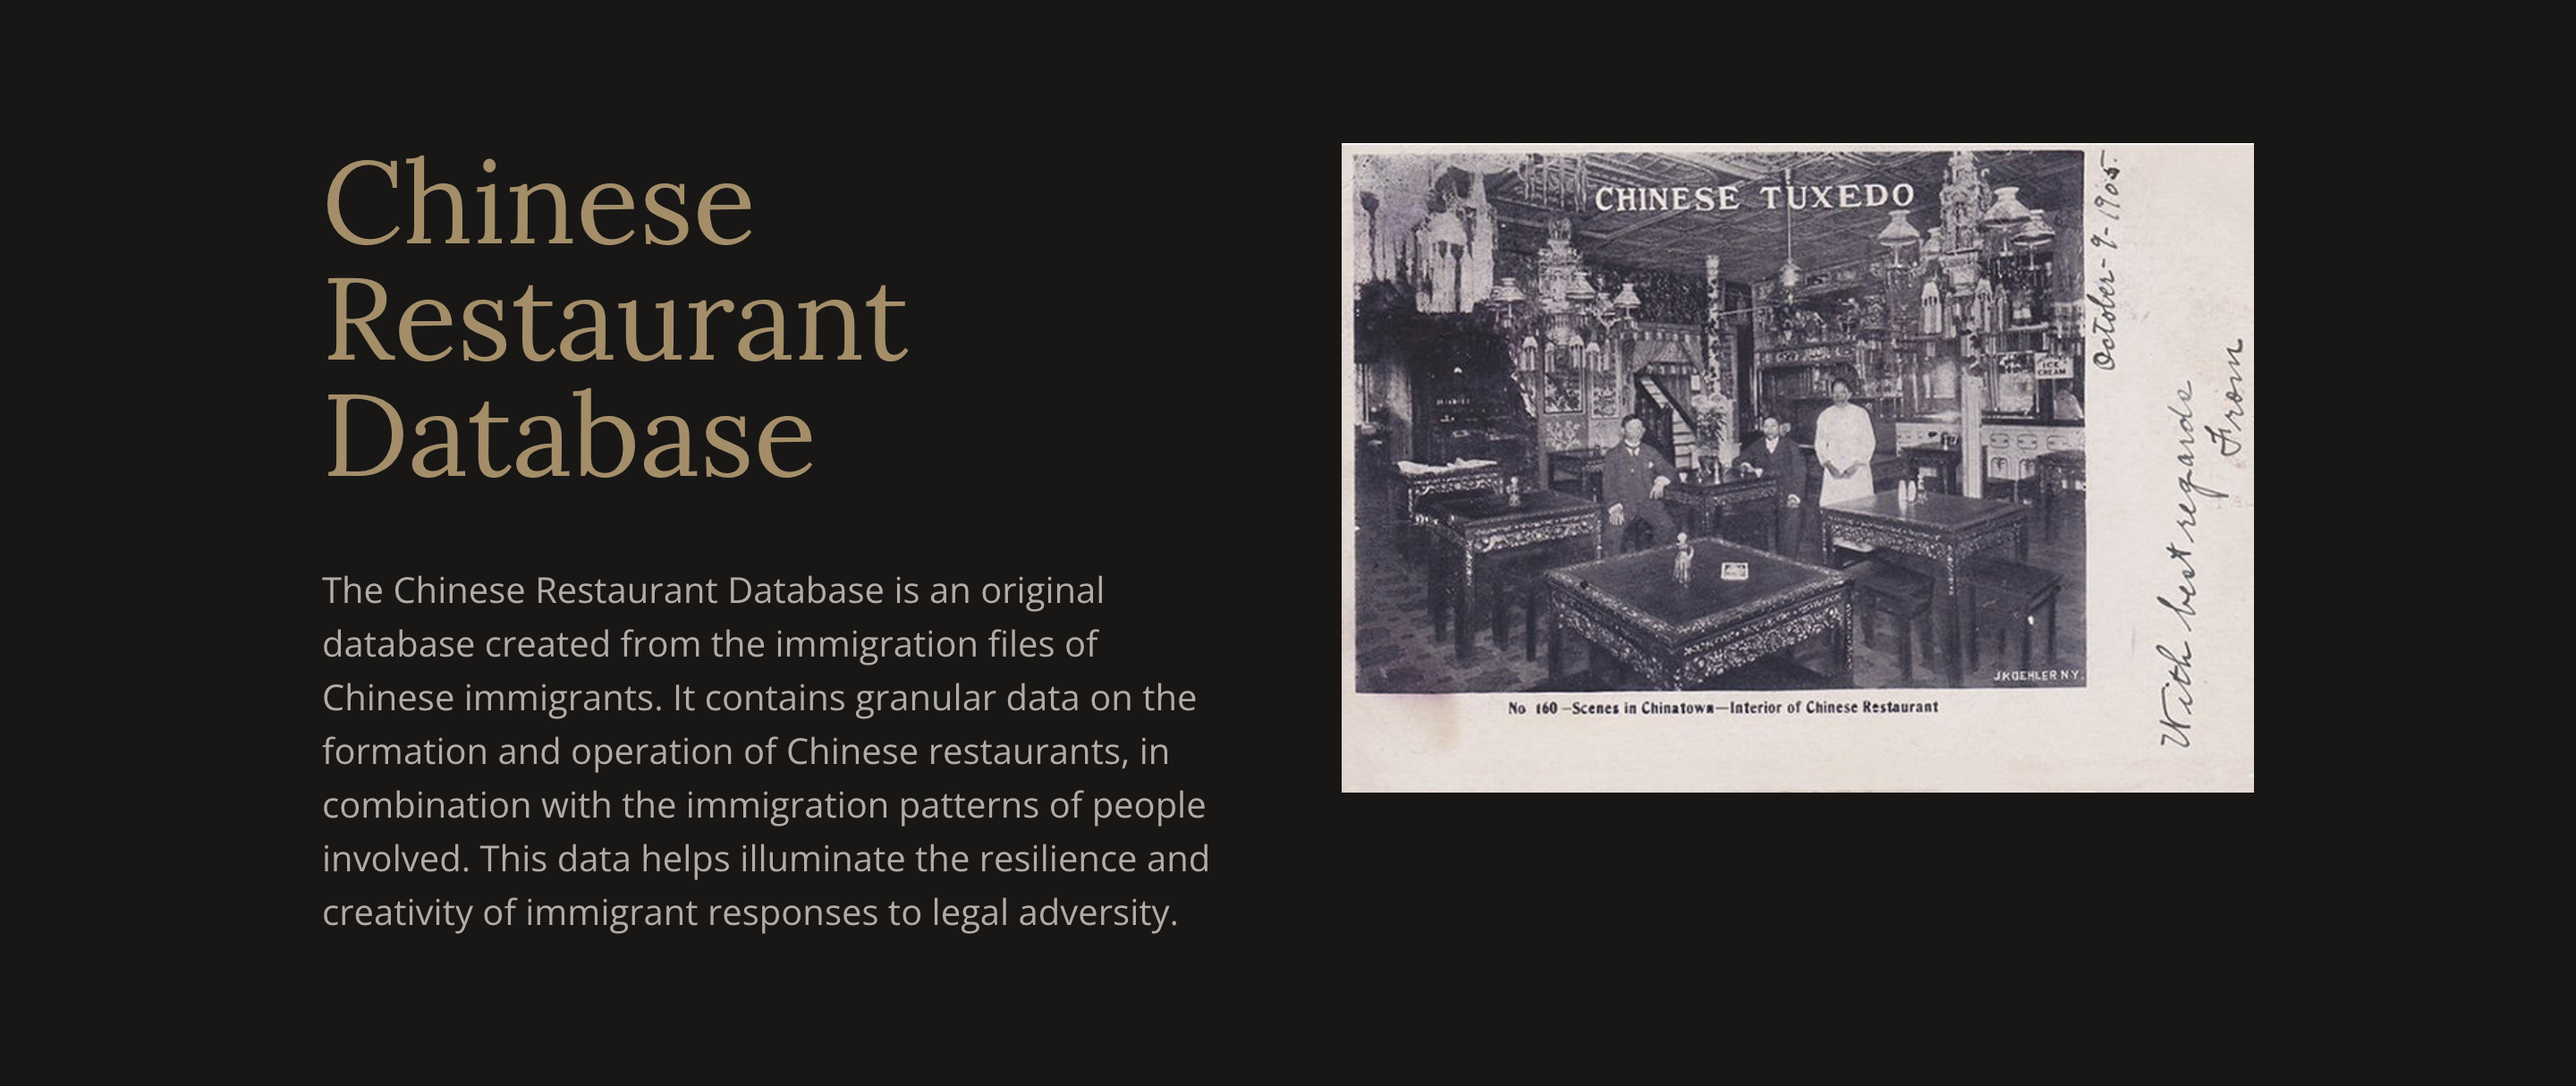 Chinese
Restaurant
Database
The Chinese Restaurant Database is an original
database created from the immigration files of
Chinese immigrants. It contains granular data on the
formation and operation of Chinese restaurants, in
combination with the immigration patterns of people
involved. This data helps illuminate the resilience and
creativity of immigrant responses to legal adversity.
CHINESE TUXEDO
ICE
CREAM
J.KOEHLER N.Y.
No 160 —Scenes in Chinatown—Interior of Chinese Restaurant
October-9-1905.
With best regards
From